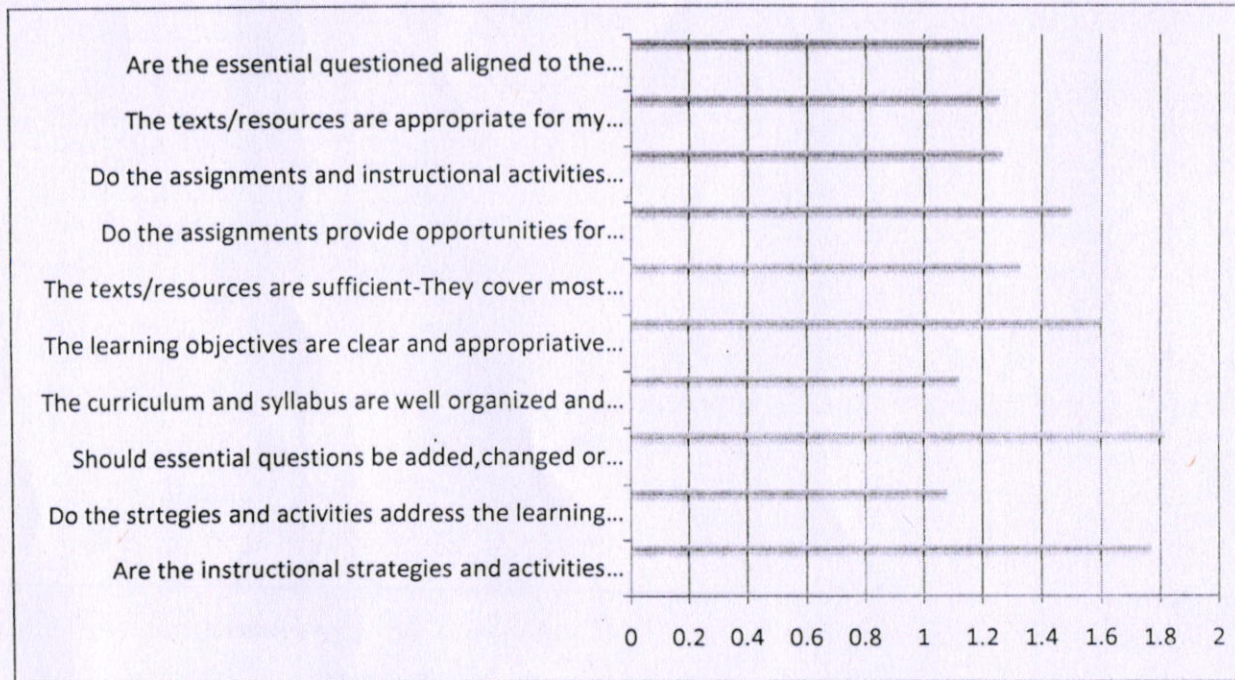 Are the essential questioned aligned to the...
The texts/resources are appropriate for my...
Do the assignments and instructional activities...
Do the assignments provide opportunities for...
The texts/resources are sufficient-They cover most...
The learning objectives are clear and appropriative...
The curriculum and syllabus are well organized and...
Should essential questions be added,changed or...
Do the strtegies and activities address the learning...
Are the instructional strategies and activities...
0 0.2 0.4 0.6 0.8 1 1.2 1.4 1.6 1.8 2